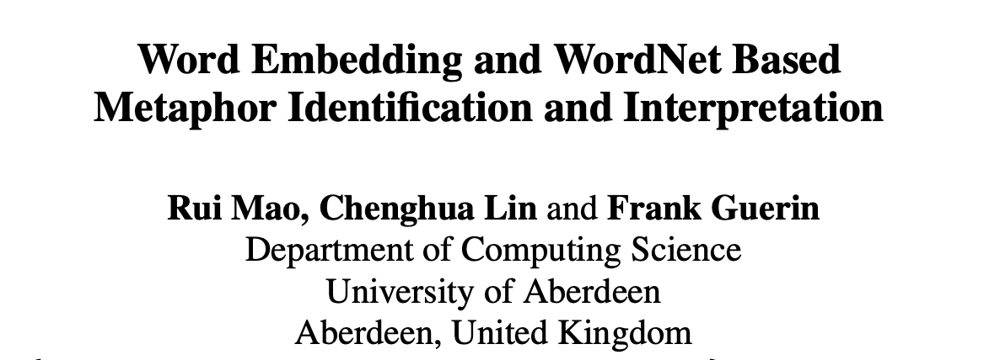 Word Embedding and WordNet Based
Metaphor Identification and Interpretation
Rui Mao, Chenghua Lin and Frank Guerin
Department of Computing Science
University of Aberdeen
Aberdeen, United Kingdom